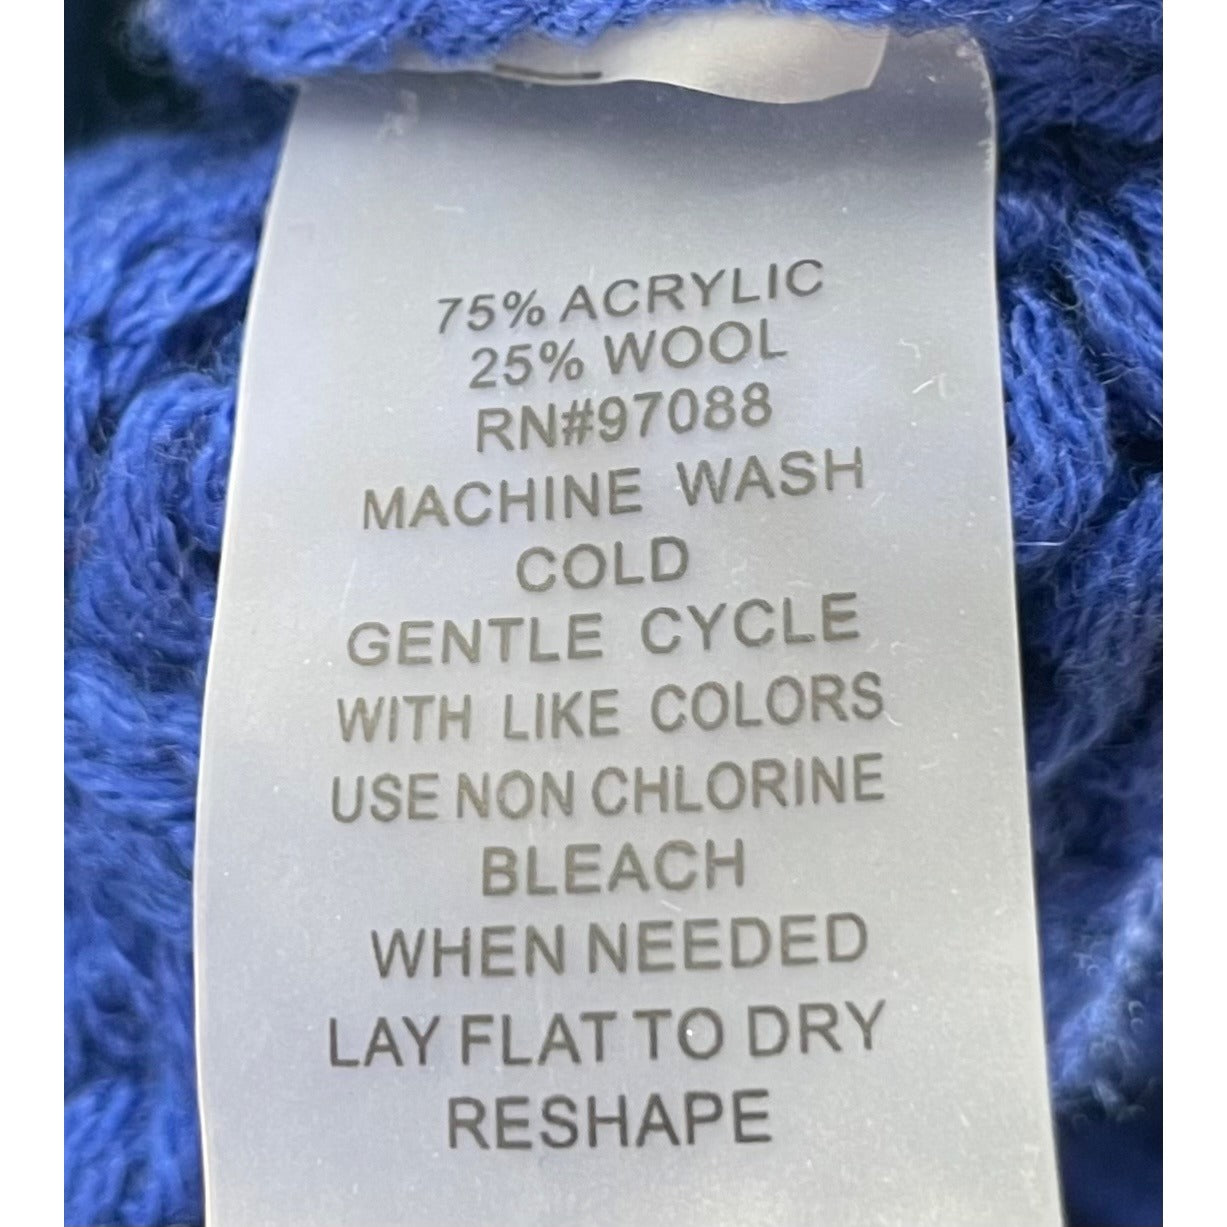 75% ACRYLIC
25% WOOL
RN#97088
MACHINE WASH
COLD
GENTLE CYCLE
WITH LIKE COLORS
USE NON CHLORINE
BLEACH
WHEN NEEDED
LAY FLAT TO DRY
RESHAPE